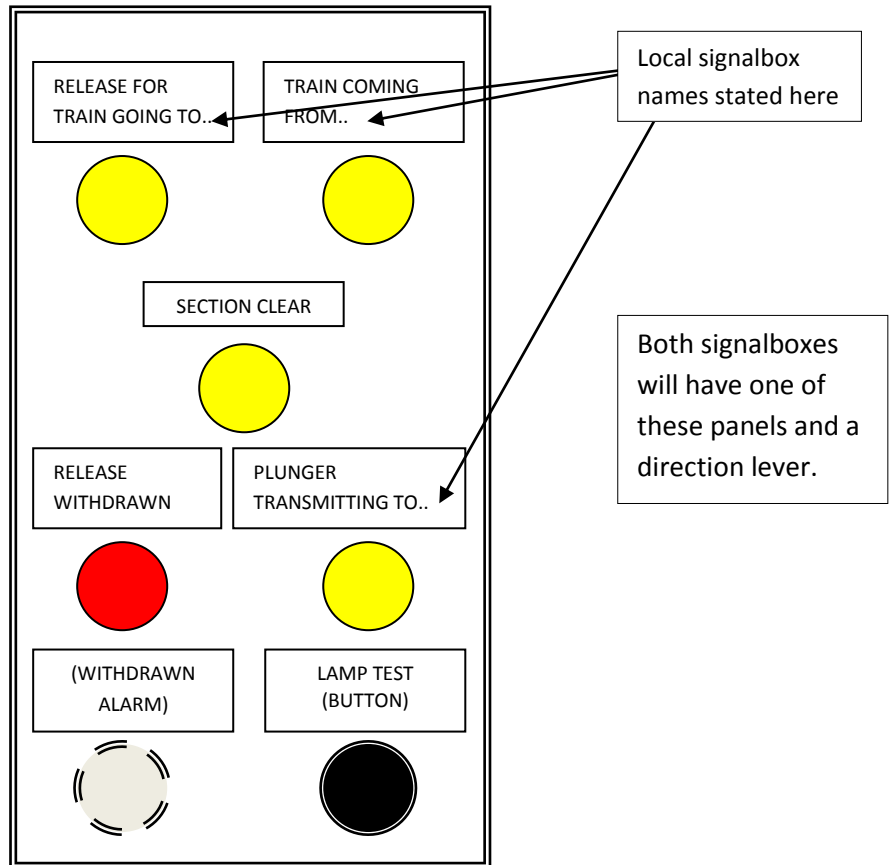 RELEASE FOR
TRAIN GOING TO..
TRAIN COMING
FROM..
Local signalbox
names stated here
SECTION CLEAR
Both signalboxes
will have one of
these panels and a
direction lever.
RELEASE
WITHDRAWN
PLUNGER
TRANSMITTING TO..
(WITHDRAWN
ALARM)
LAMP TEST
(BUTTON)